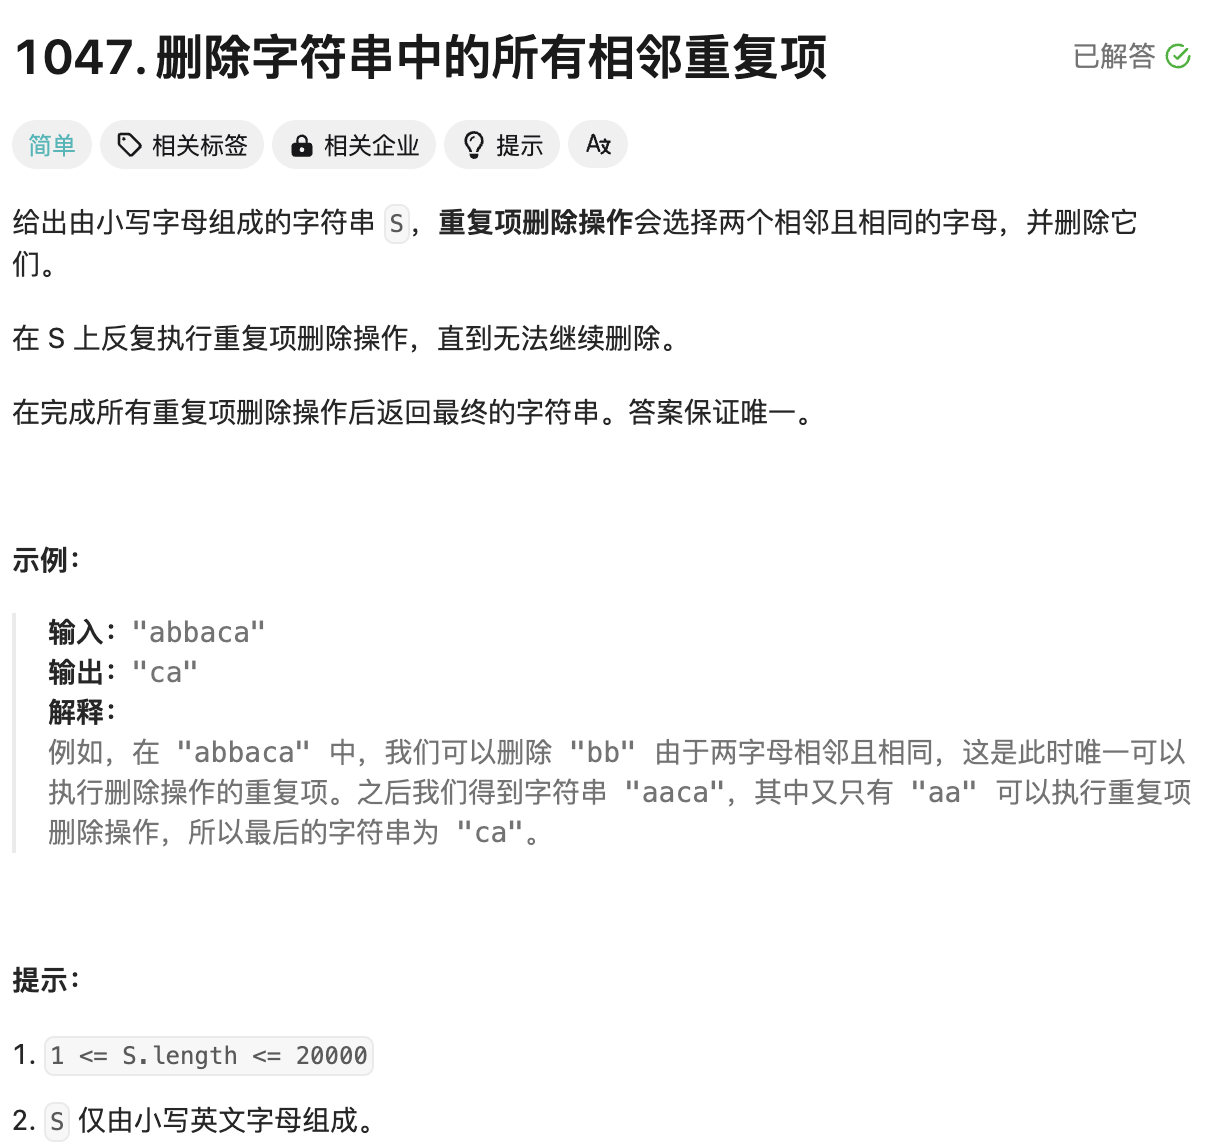 1047. 删除字符串中的所有相邻重复项
已解答
简单 相关标签 相关企业 提示 A文
给出由小写字母组成的字符串 S，重复项删除操作会选择两个相邻且相同的字母，并删除它
们。
在 S 上反复执行重复项删除操作，直到无法继续删除。
在完成所有重复项删除操作后返回最终的字符串。答案保证唯一。
示例：
输入："abbaca"
输出："ca"
解释：
例如，在 "abbaca" 中，我们可以删除 "bb" 由于两字母相邻且相同，这是此时唯一可以
执行删除操作的重复项。之后我们得到字符串 "aaca"，其中又只有 "aa" 可以执行重复项
删除操作，所以最后的字符串为 "ca"。
提示：
1. 1 <= S.length <= 20000
2. S 仅由小写英文字母组成。